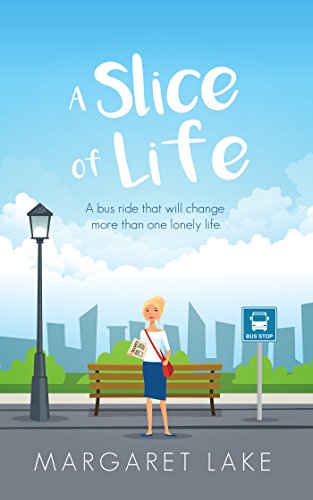 A Slice
of Life
A bus ride that will change
more than one lonely life.
BUS STOP
MARGARET LAKE